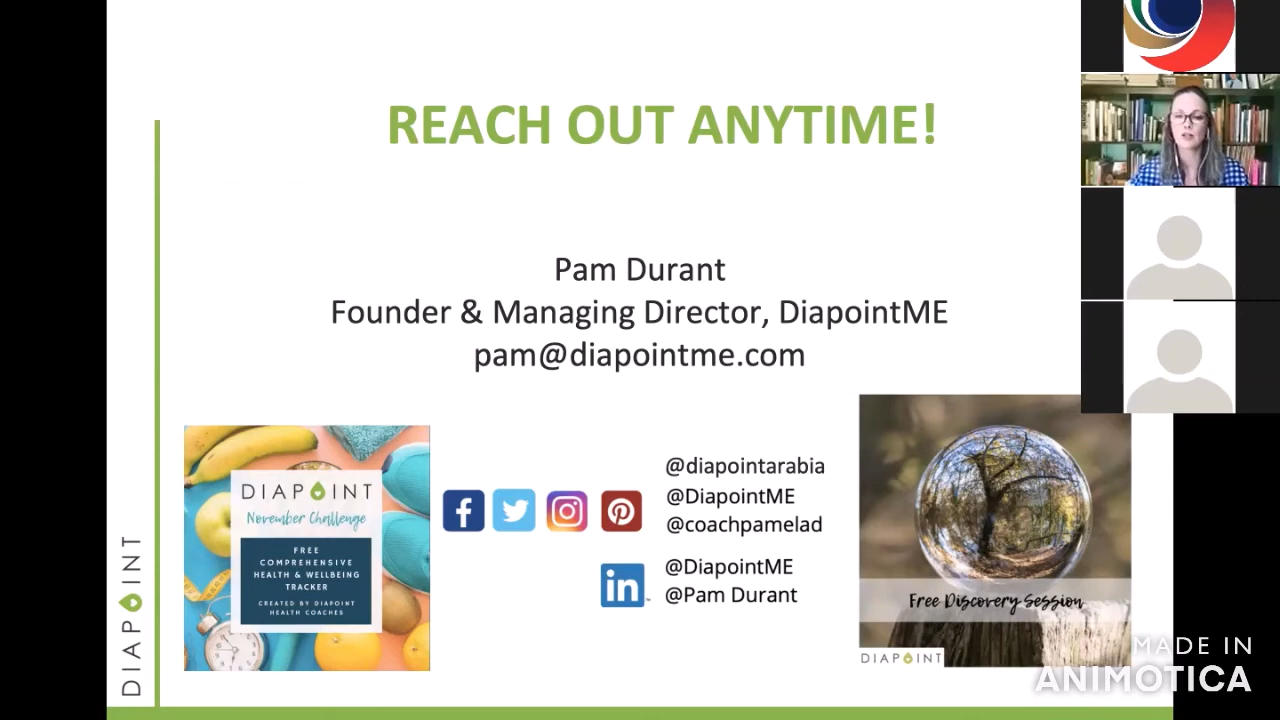 REACH OUT ANYTIME!
Pam Durant
Founder & Managing Director, DiapointME
pam@diapointme.com
DIAPOINT
November Challenge
FREE
COMPREHENSIVE
HEALTH & WELLBEING
TRACKER
CREATED BY DIAPOINT
HEALTH COACHES
@diapointarabia
@DiapointME
@coachpamelad
in
@DiapointME
@Pam Durant
Free Discovery Session
DIAPOINT
DIAPOINT
MADE IN
ANIMOTICA